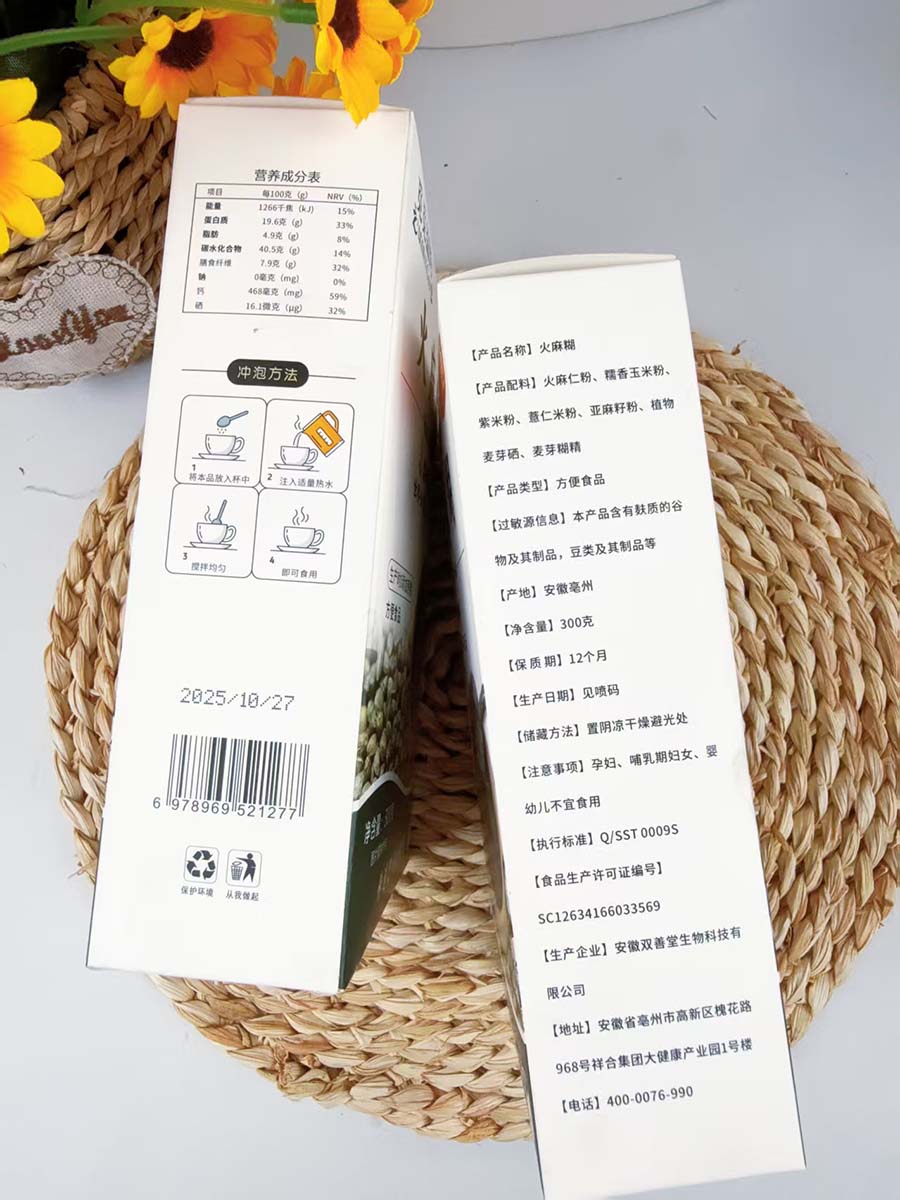 营养成分表
项目 每100克（g） NRV（%）
能量 1266千焦（kJ） 15%
蛋白质 19.6克（g） 33%
脂肪 4.9克（g） 8%
碳水化合物 40.5克（g） 14%
膳食纤维 7.9克（g） 32%
钠 0毫克（mg） 0%
钙 468毫克（mg） 59%
硒 16.1微克（μg） 32%
冲泡方法
1
将本品放入杯中
2 注入适量热水
3
搅拌均匀
4
即可食用
2025/10/27
6 978969 521277
保护环境 从我做起
方便食品
净含量
【产品名称】火麻糊
【产品配料】火麻仁粉、糯香玉米粉、
紫米粉、薏仁米粉、亚麻籽粉、植物
麦芽硒、麦芽糊精
【产品类型】方便食品
【过敏源信息】本产品含有麸质的谷
物及其制品，豆类及其制品等
【产地】安徽亳州
【净含量】300克
【保 质 期】12个月
【生产日期】见喷码
【储藏方法】置阴凉干燥避光处
【注意事项】孕妇、哺乳期妇女、婴
幼儿不宜食用
【执行标准】Q/SST 0009S
【食品生产许可证编号】
SC12634166033569
【生产企业】安徽双善堂生物科技有
限公司
【地址】安徽省亳州市高新区槐花路
968号祥合集团大健康产业园1号楼
【电话】400-0076-990